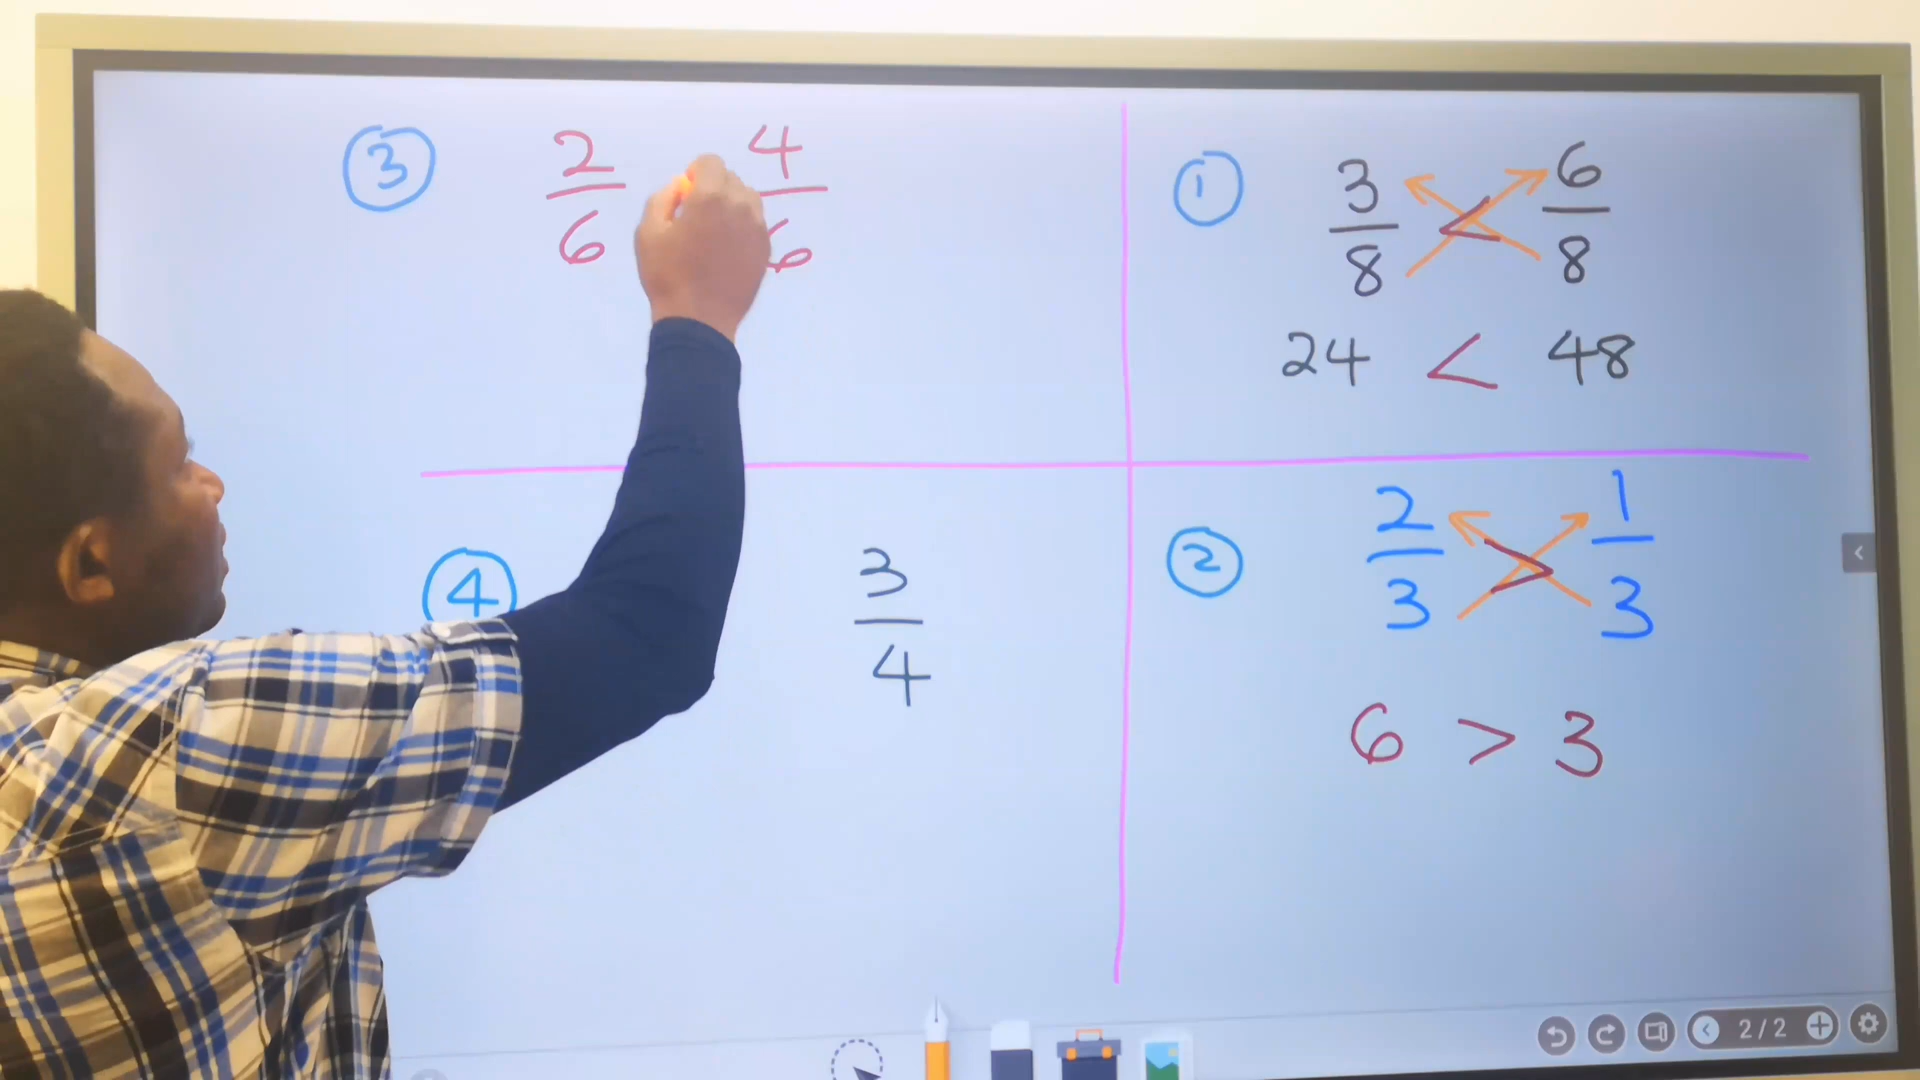 ③ 2/6 4/6
① 3/8 < 6/8
24 < 48
② 2/3 > 1/3
6 > 3
④ 3/4
2/2